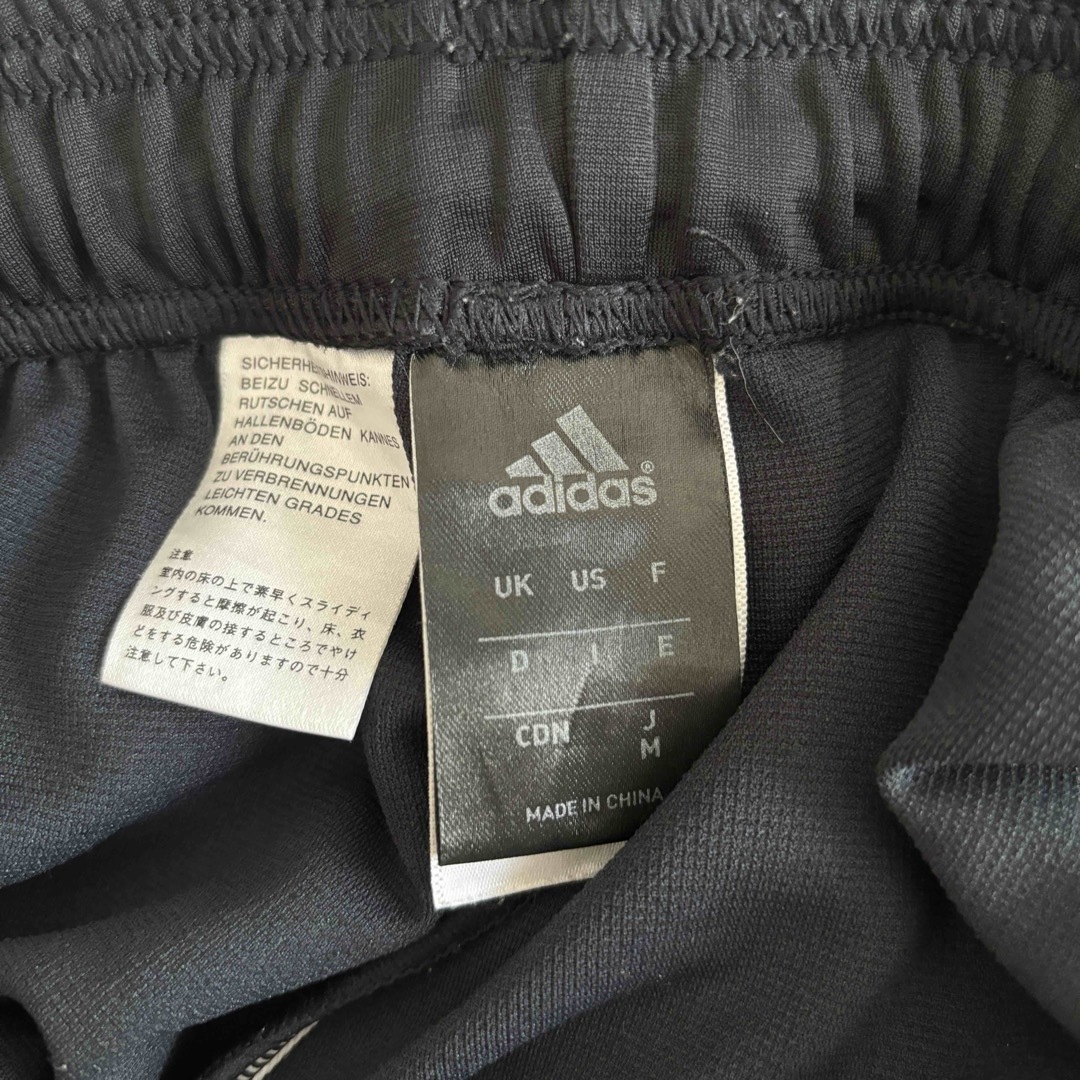 SICHERHEITSHINWEIS:
BEIZU SCHNELLEM
RUTSCHEN AUF
HALLENBÖDEN KANNES
AN DEN
BERÜHRUNGSPUNKTEN
ZU VERBRENNUNGEN
LEICHTEN GRADES
KOMMEN.
注意
室内の床の上で素早くスライディ
ングすると摩擦が起こり、床、衣
服及び皮膚の接するところでやけ
どをする危険がありますので十分
注意して下さい。
adidas®
UK US F
D I E
CDN J
M
MADE IN CHINA